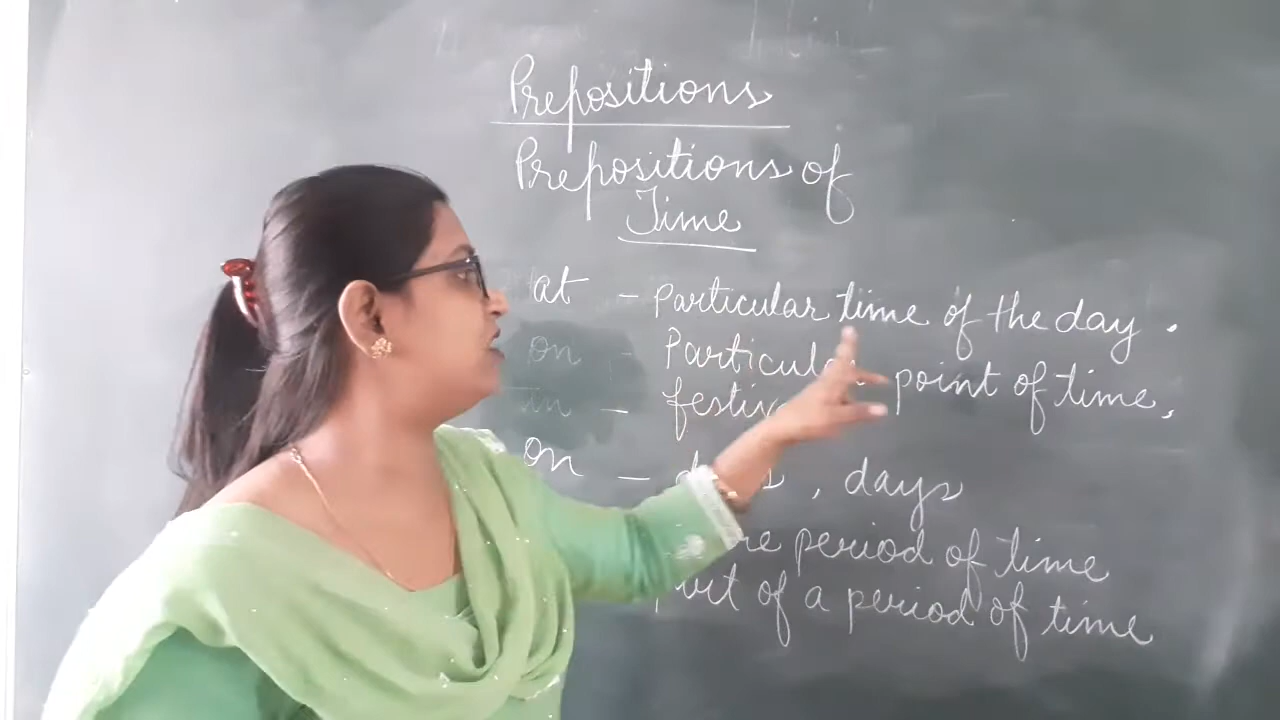 Prepositions
Prepositions of
Time
at – Particular time of the day.
on – Particular point of time,
in –
on – , days
period of time
of a period of time